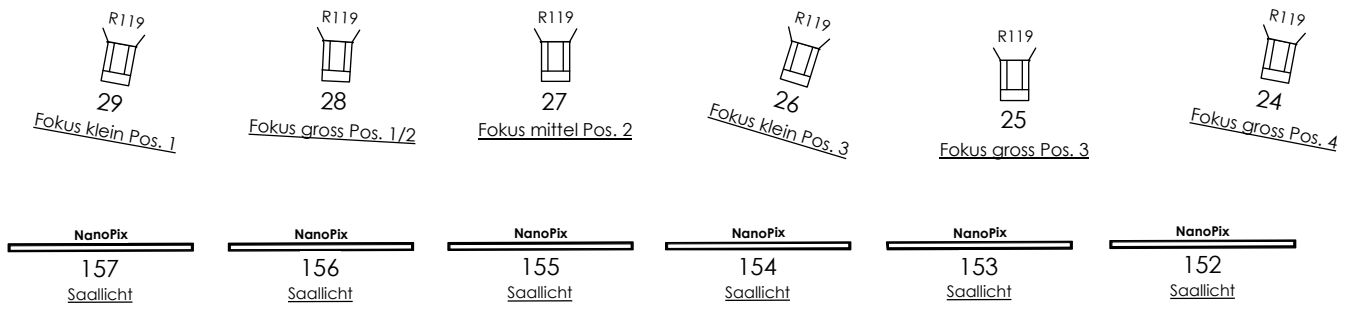 R119
29
Fokus klein Pos. 1
R119
28
Fokus gross Pos. 1/2
R119
27
Fokus mittel Pos. 2
R119
26
Fokus klein Pos. 3
R119
25
Fokus gross Pos. 3
R119
24
Fokus gross Pos. 4
NanoPix
157
Saallicht
NanoPix
156
Saallicht
NanoPix
155
Saallicht
NanoPix
154
Saallicht
NanoPix
153
Saallicht
NanoPix
152
Saallicht